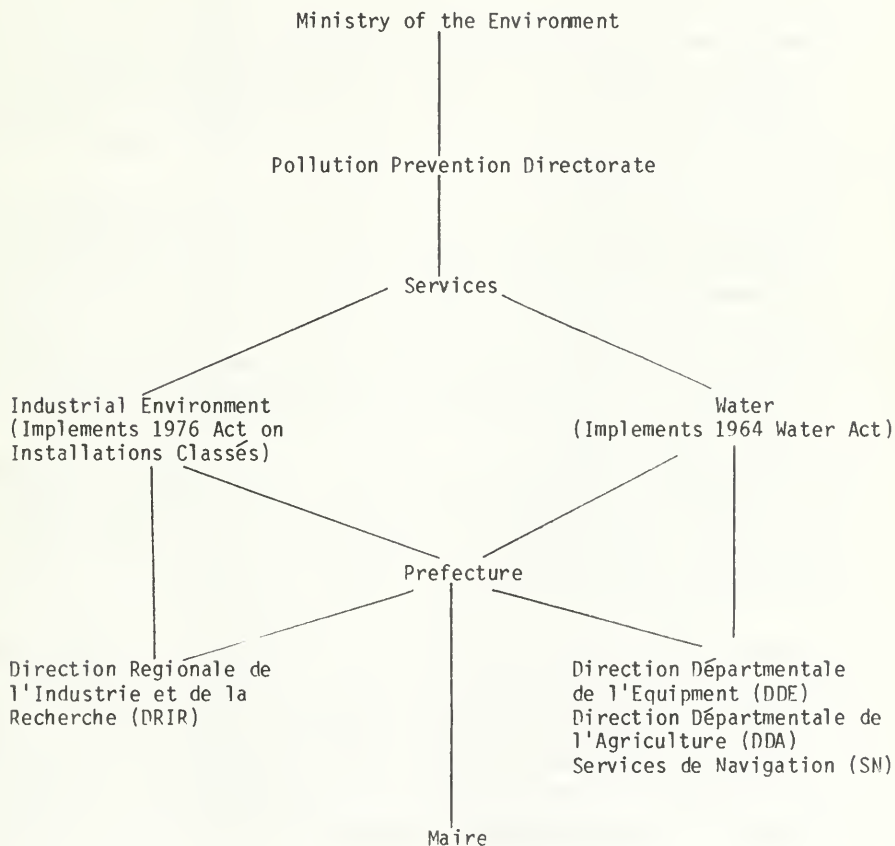 Ministry of the Environment
Pollution Prevention Directorate
Services
Industrial Environment
(Implements 1976 Act on
Installations Classés)
Water
(Implements 1964 Water Act)
Prefecture
Direction Regionale de
l'Industrie et de la
Recherche (DRIR)
Direction Départmentale
de l'Equipment (DDE)
Direction Départmentale de
l'Agriculture (DDA)
Services de Navigation (SN)
Maire